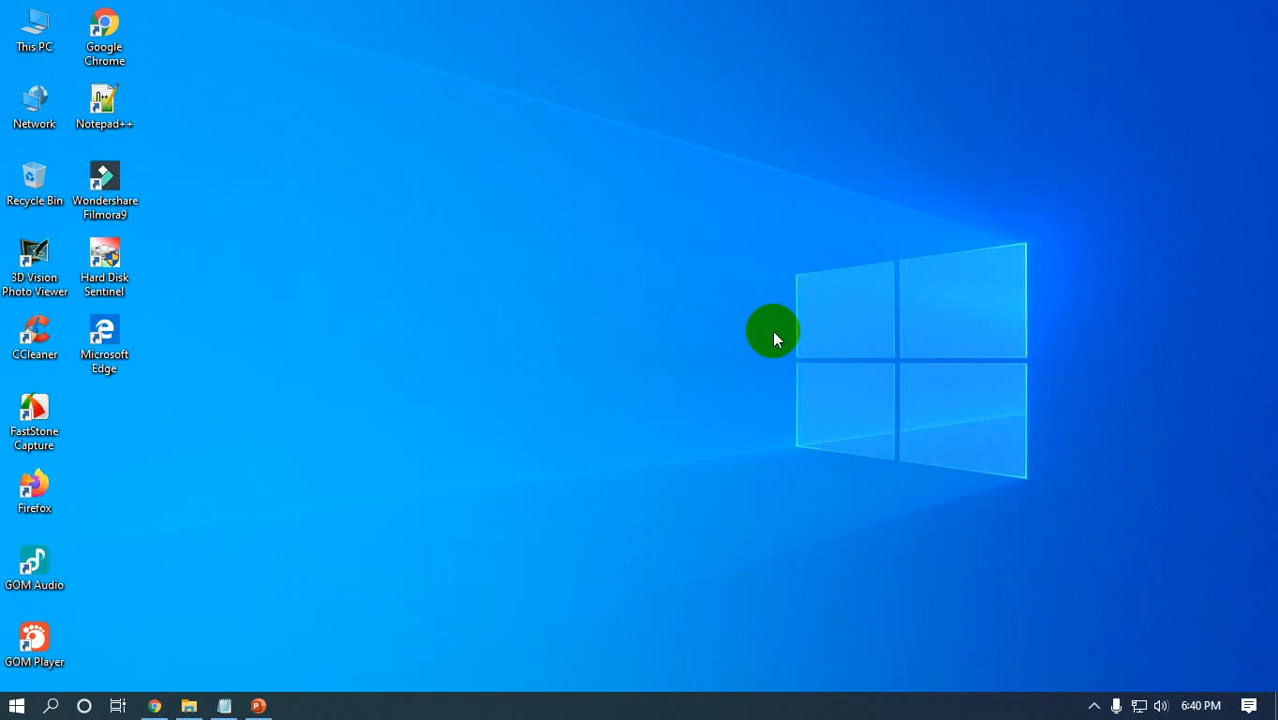 This PC
Google
Chrome
Network
Notepad++
Recycle Bin
Wondershare
Filmora9
3D Vision
Photo Viewer
Hard Disk
Sentinel
CCleaner
Microsoft
Edge
FastStone
Capture
Firefox
GOM Audio
GOM Player
6:40 PM